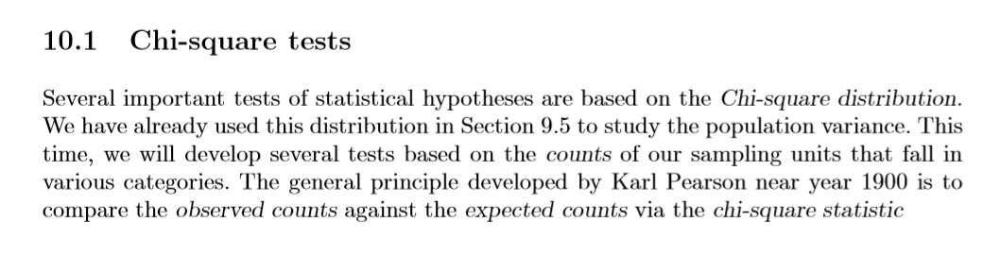 10.1 Chi-square tests
Several important tests of statistical hypotheses are based on the Chi-square distribution.
We have already used this distribution in Section 9.5 to study the population variance. This
time, we will develop several tests based on the counts of our sampling units that fall in
various categories. The general principle developed by Karl Pearson near year 1900 is to
compare the observed counts against the expected counts via the chi-square statistic